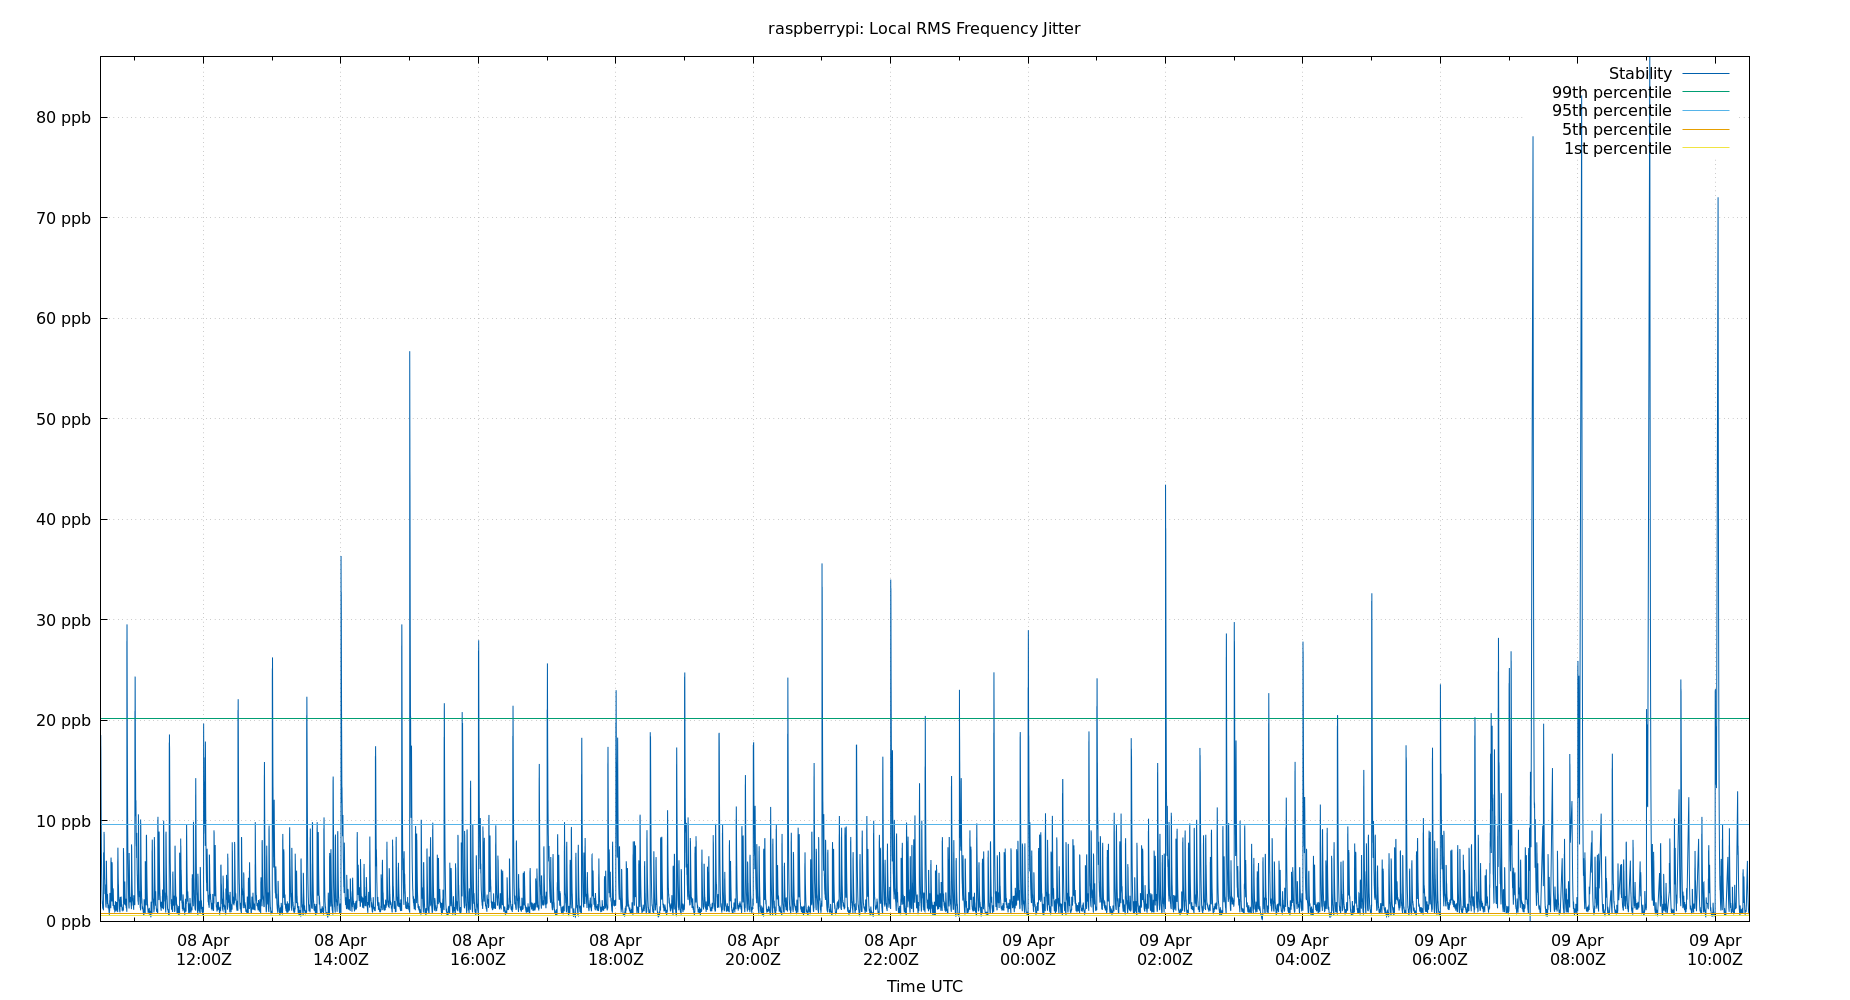 raspberrypi: Local RMS Frequency Jitter
Stability
99th percentile
95th percentile
5th percentile
1st percentile
80 ppb
70 ppb
60 ppb
50 ppb
40 ppb
30 ppb
20 ppb
10 ppb
0 ppb
08 Apr 08 Apr 08 Apr 08 Apr 08 Apr 08 Apr 09 Apr 09 Apr 09 Apr 09 Apr 09 Apr 09 Apr
12:00Z 14:00Z 16:00Z 18:00Z 20:00Z 22:00Z 00:00Z 02:00Z 04:00Z 06:00Z 08:00Z 10:00Z
Time UTC